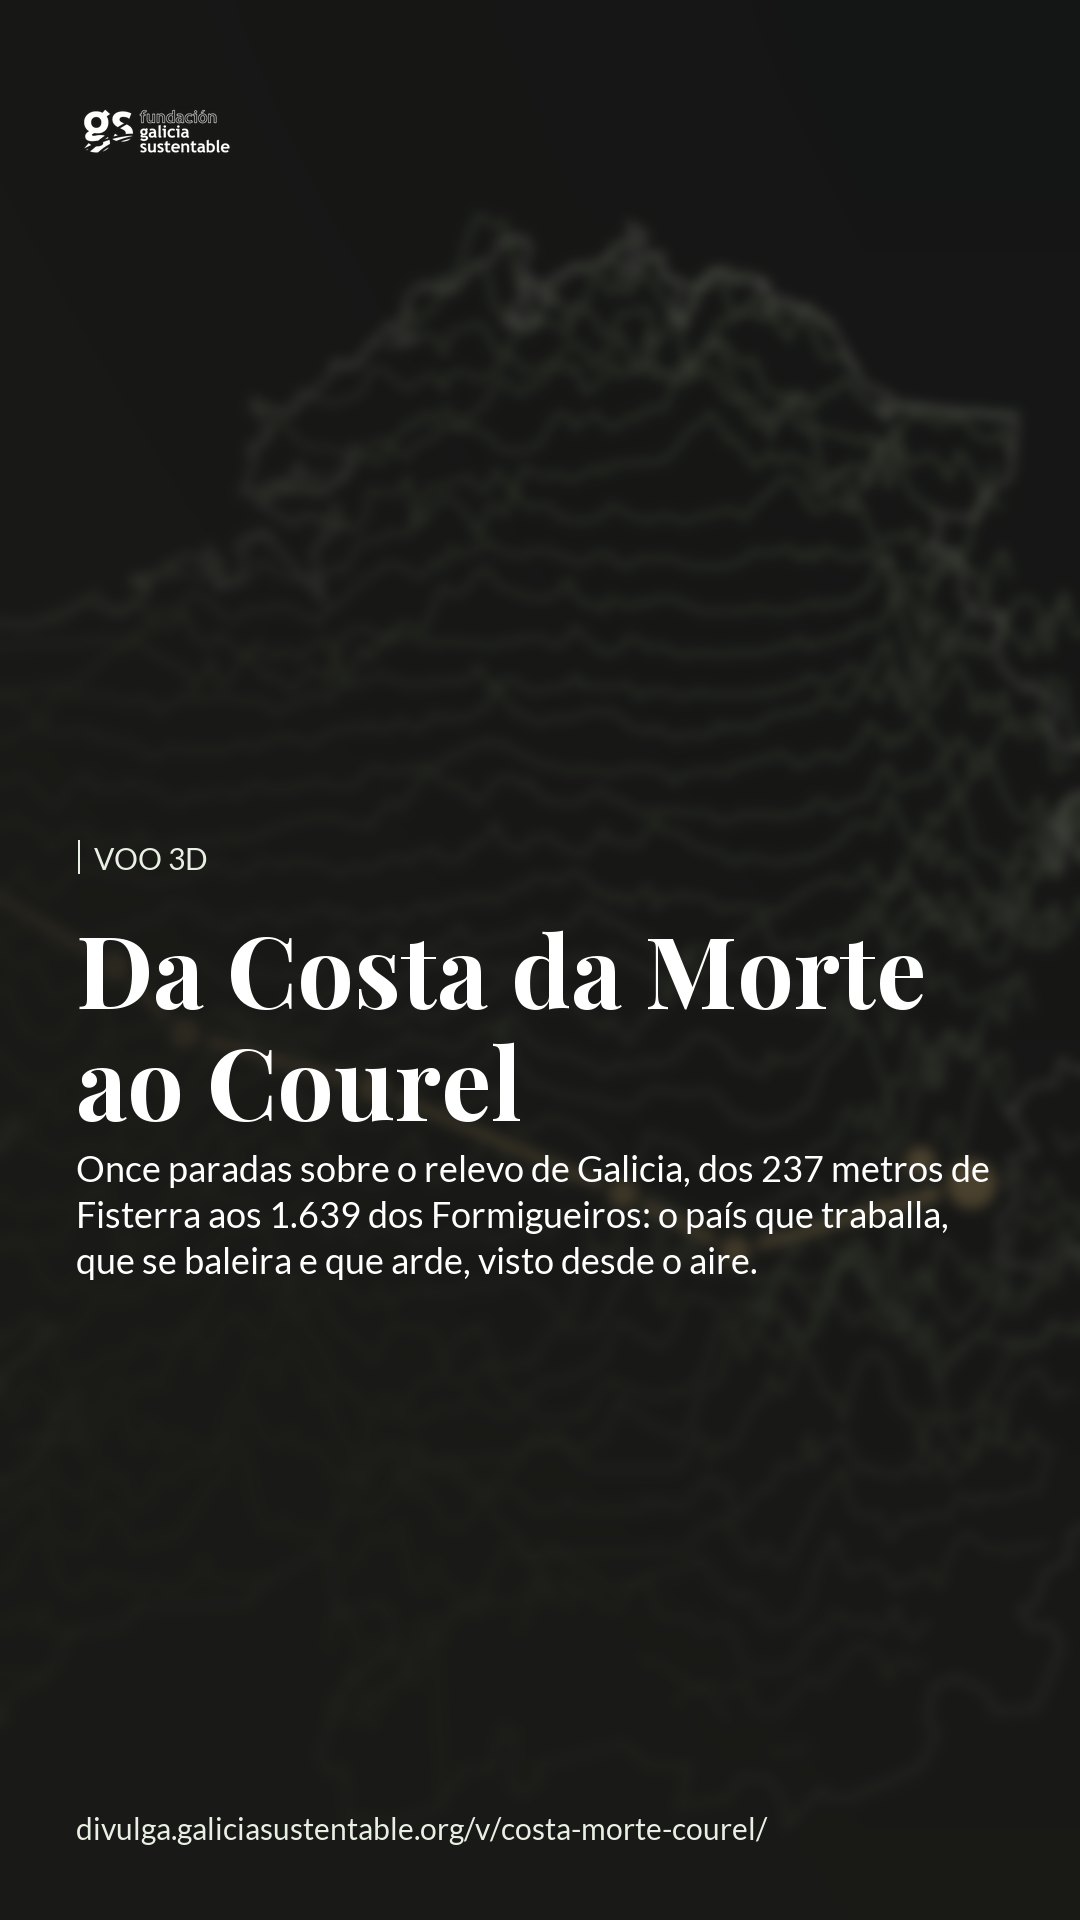 gs fundación
galicia
sustentable
VOO 3D
Da Costa da Morte
ao Courel
Once paradas sobre o relevo de Galicia, dos 237 metros de
Fisterra aos 1.639 dos Formigueiros: o país que traballa,
que se baleira e que arde, visto desde o aire.
divulga.galiciasustentable.org/v/costa-morte-courel/